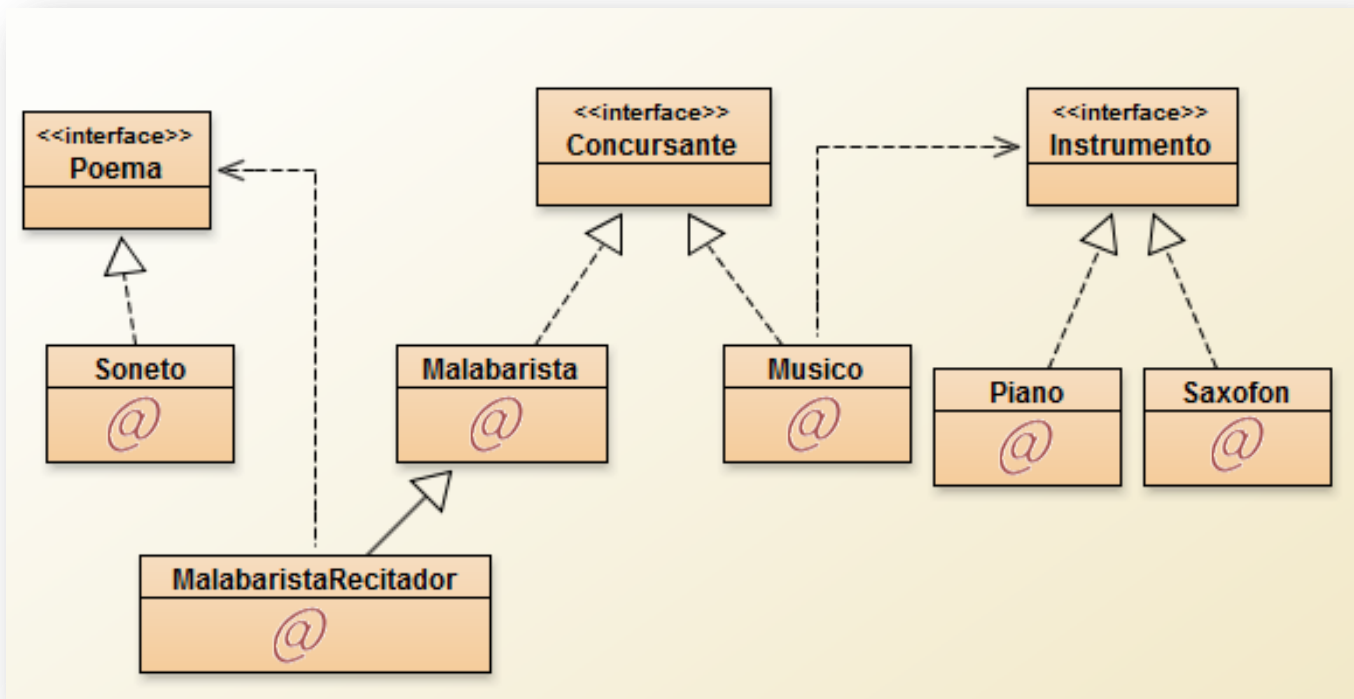 <<interface>>
Poema
<<interface>>
Concursante
<<interface>>
Instrumento
Soneto
@
Malabarista
@
Musico
@
Piano
@
Saxofon
@
MalabaristaRecitador
@